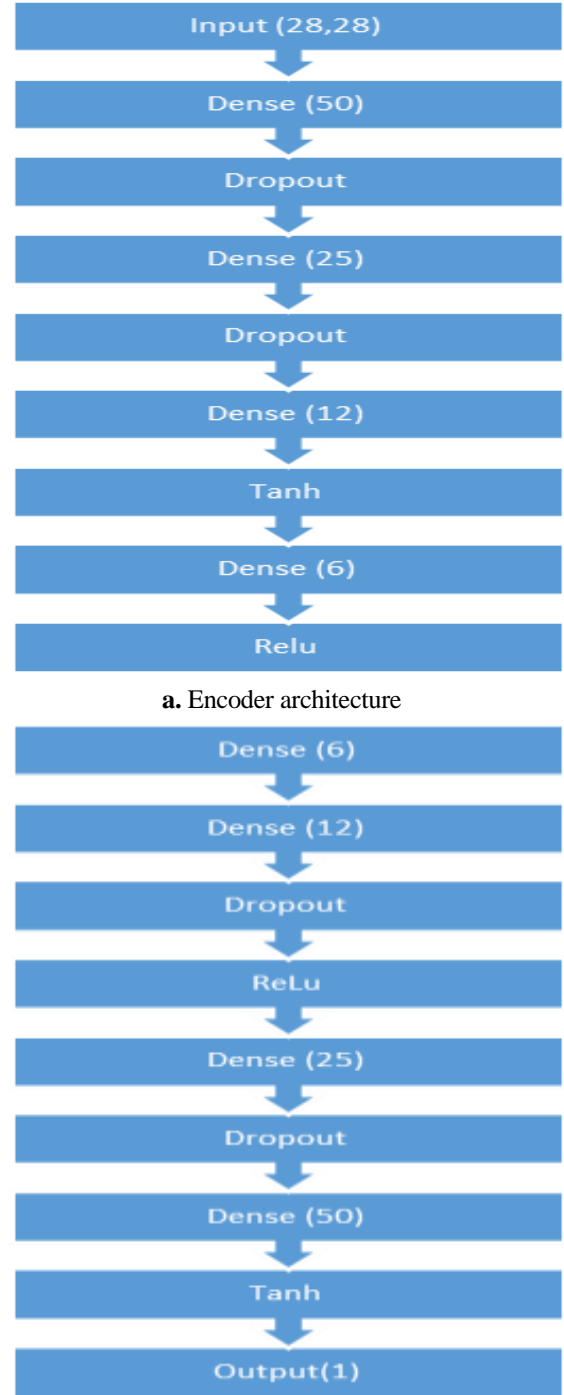 Input (28,28)
Dense (50)
Dropout
Dense (25)
Dropout
Dense (12)
Tanh
Dense (6)
Relu
a. Encoder architecture
Dense (6)
Dense (12)
Dropout
ReLu
Dense (25)
Dropout
Dense (50)
Tanh
Output(1)